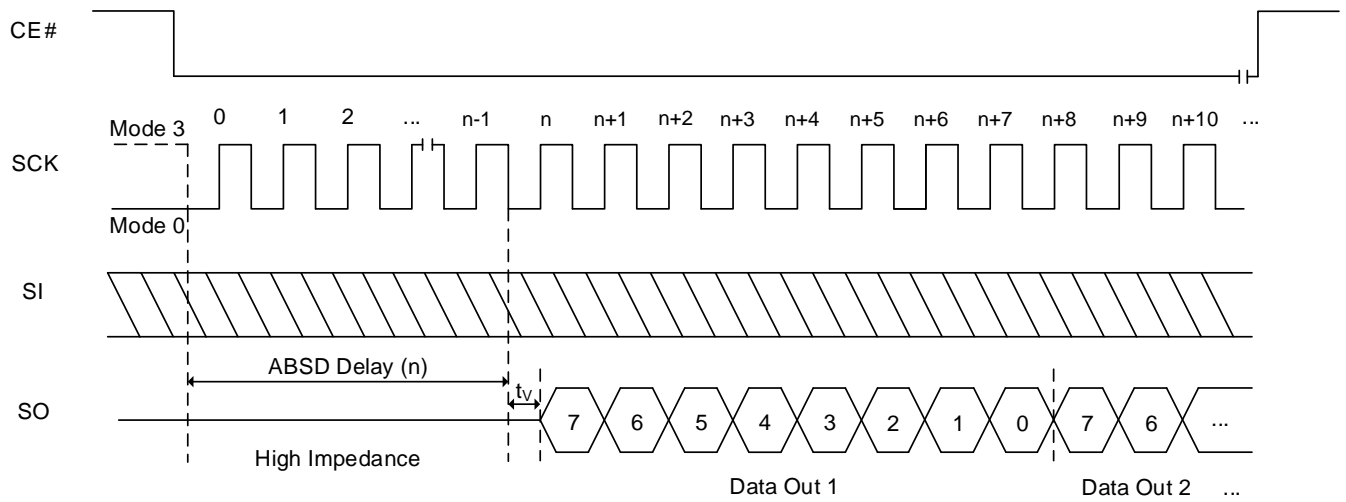 CE#
0 1 2 ... n-1 n n+1 n+2 n+3 n+4 n+5 n+6 n+7 n+8 n+9 n+10 ...
Mode 3
SCK
Mode 0
SI
ABSD Delay (n)
tV
SO
7 6 5 4 3 2 1 0 7 6 ...
High Impedance
Data Out 1 Data Out 2 ...